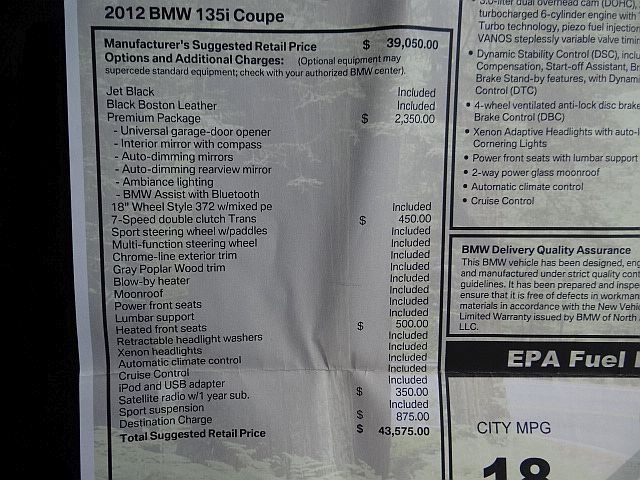 2012 BMW 135i Coupe
Manufacturer's Suggested Retail Price $ 39,050.00
Options and Additional Charges: (Optional equipment may
supercede standard equipment; check with your authorized BMW center).
Jet Black Included
Black Boston Leather Included
Premium Package $ 2,350.00
- Universal garage-door opener
- Interior mirror with compass
- Auto-dimming mirrors
- Auto-dimming rearview mirror
- Ambiance lighting
- BMW Assist with Bluetooth
18" Wheel Style 372 w/mixed pe Included
7-Speed double clutch Trans $ 450.00
Sport steering wheel w/paddles Included
Multi-function steering wheel Included
Chrome-line exterior trim Included
Gray Poplar Wood trim Included
Blow-by heater Included
Moonroof Included
Power front seats Included
Lumbar support Included
Heated front seats $ 500.00
Retractable headlight washers Included
Xenon headlights Included
Automatic climate control Included
Cruise Control Included
iPod and USB adapter Included
Satellite radio w/1 year sub. $ 350.00
Sport suspension Included
Destination Charge $ 875.00
Total Suggested Retail Price $ 43,575.00
3.0-liter dual overhead cam (DOHC),
turbocharged 6-cylinder engine with
Turbo technology, piezo fuel injection
VANOS steplessly variable valve timi
• Dynamic Stability Control (DSC), inclu
Compensation, Start-off Assistant, Br
Brake Stand-by features, with Dynam
Control (DTC)
• 4-wheel ventilated anti-lock disc brake
Brake Control (DBC)
• Xenon Adaptive Headlights with auto-l
Cornering Lights
• Power front seats with lumbar support
• 2-way power glass moonroof
• Automatic climate control
• Cruise Control
BMW Delivery Quality Assurance
This BMW vehicle has been designed, eng
and manufactured under strict quality cont
guidelines. It has been prepared and inspe
ensure that it is free of defects in workman
materials in accordance with the New Vehic
Limited Warranty issued by BMW of North
LLC.
EPA Fuel
CITY MPG
18